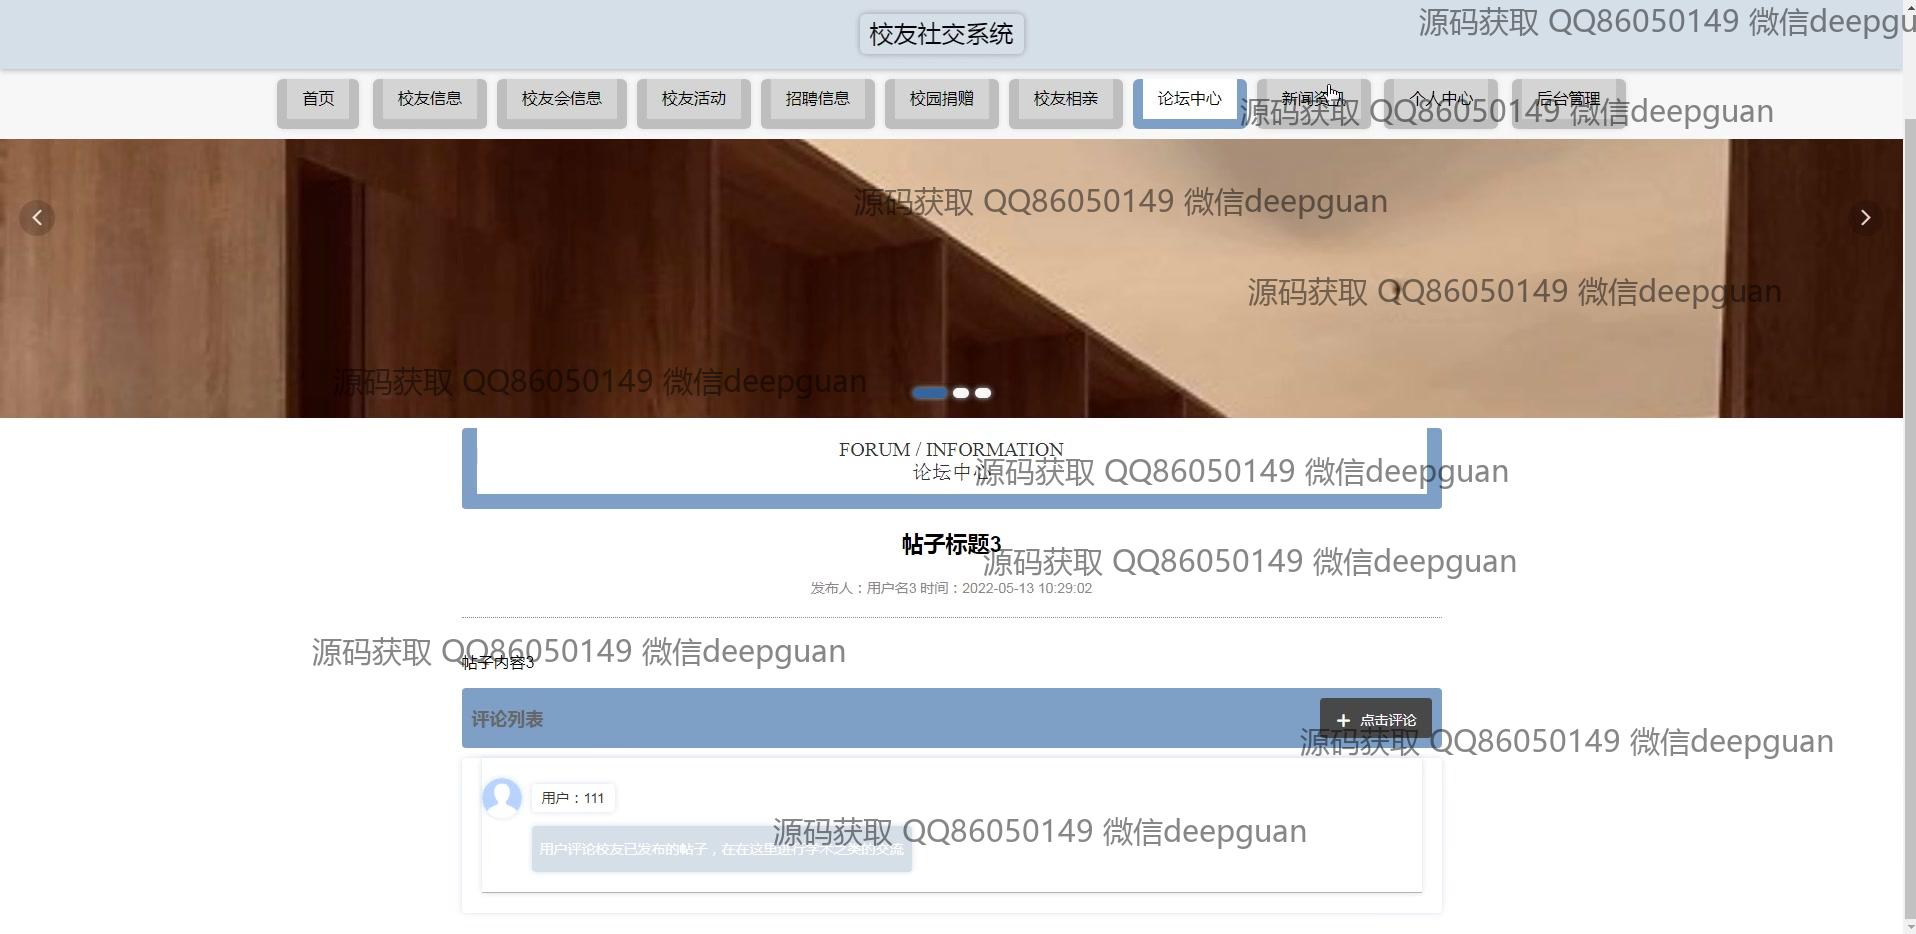 校友社交系统
源码获取 QQ86050149 微信deepgu
首页 校友信息 校友会信息 校友活动 招聘信息 校园捐赠 校友相亲 论坛中心 新闻资讯 个人中心 后台管理
源码获取 QQ86050149 微信deepguan
源码获取 QQ86050149 微信deepguan
源码获取 QQ86050149 微信deepguan
源码获取 QQ86050149 微信deepguan
FORUM / INFORMATION
论坛中心
源码获取 QQ86050149 微信deepguan
帖子标题3
源码获取 QQ86050149 微信deepguan
发布人：用户名3 时间：2022-05-13 10:29:02
源码获取 QQ86050149 微信deepguan
帖子内容3
评论列表
点击评论
源码获取 QQ86050149 微信deepguan
用户：111
源码获取 QQ86050149 微信deepguan
用户评论校友已发布的帖子，在在这里进行学术之类的交流